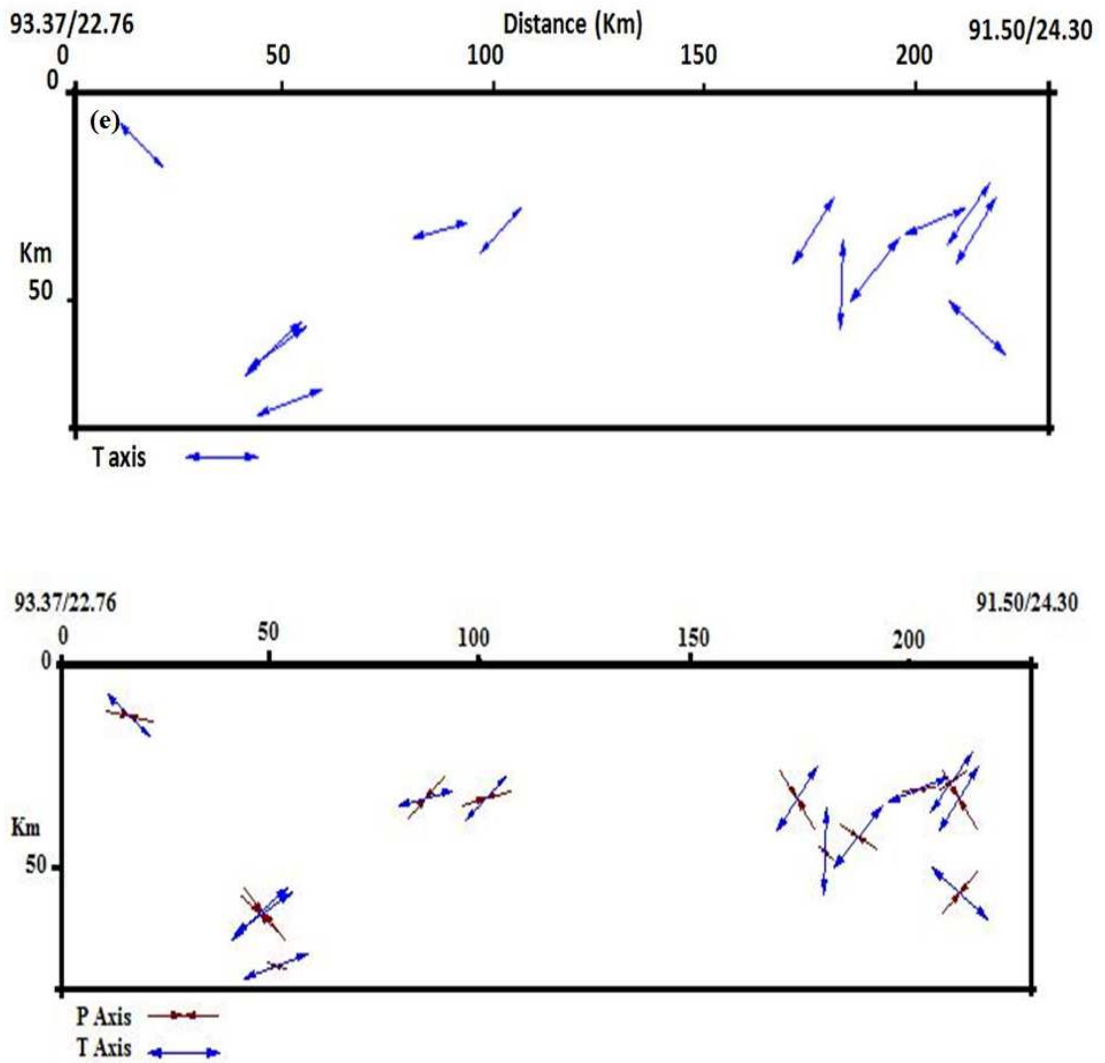 93.37/22.76 Distance (Km) 91.50/24.30
0 50 100 150 200
0
(e)
Km
50
T axis
93.37/22.76 91.50/24.30
0 50 100 150 200
0
Km
50
P Axis
T Axis